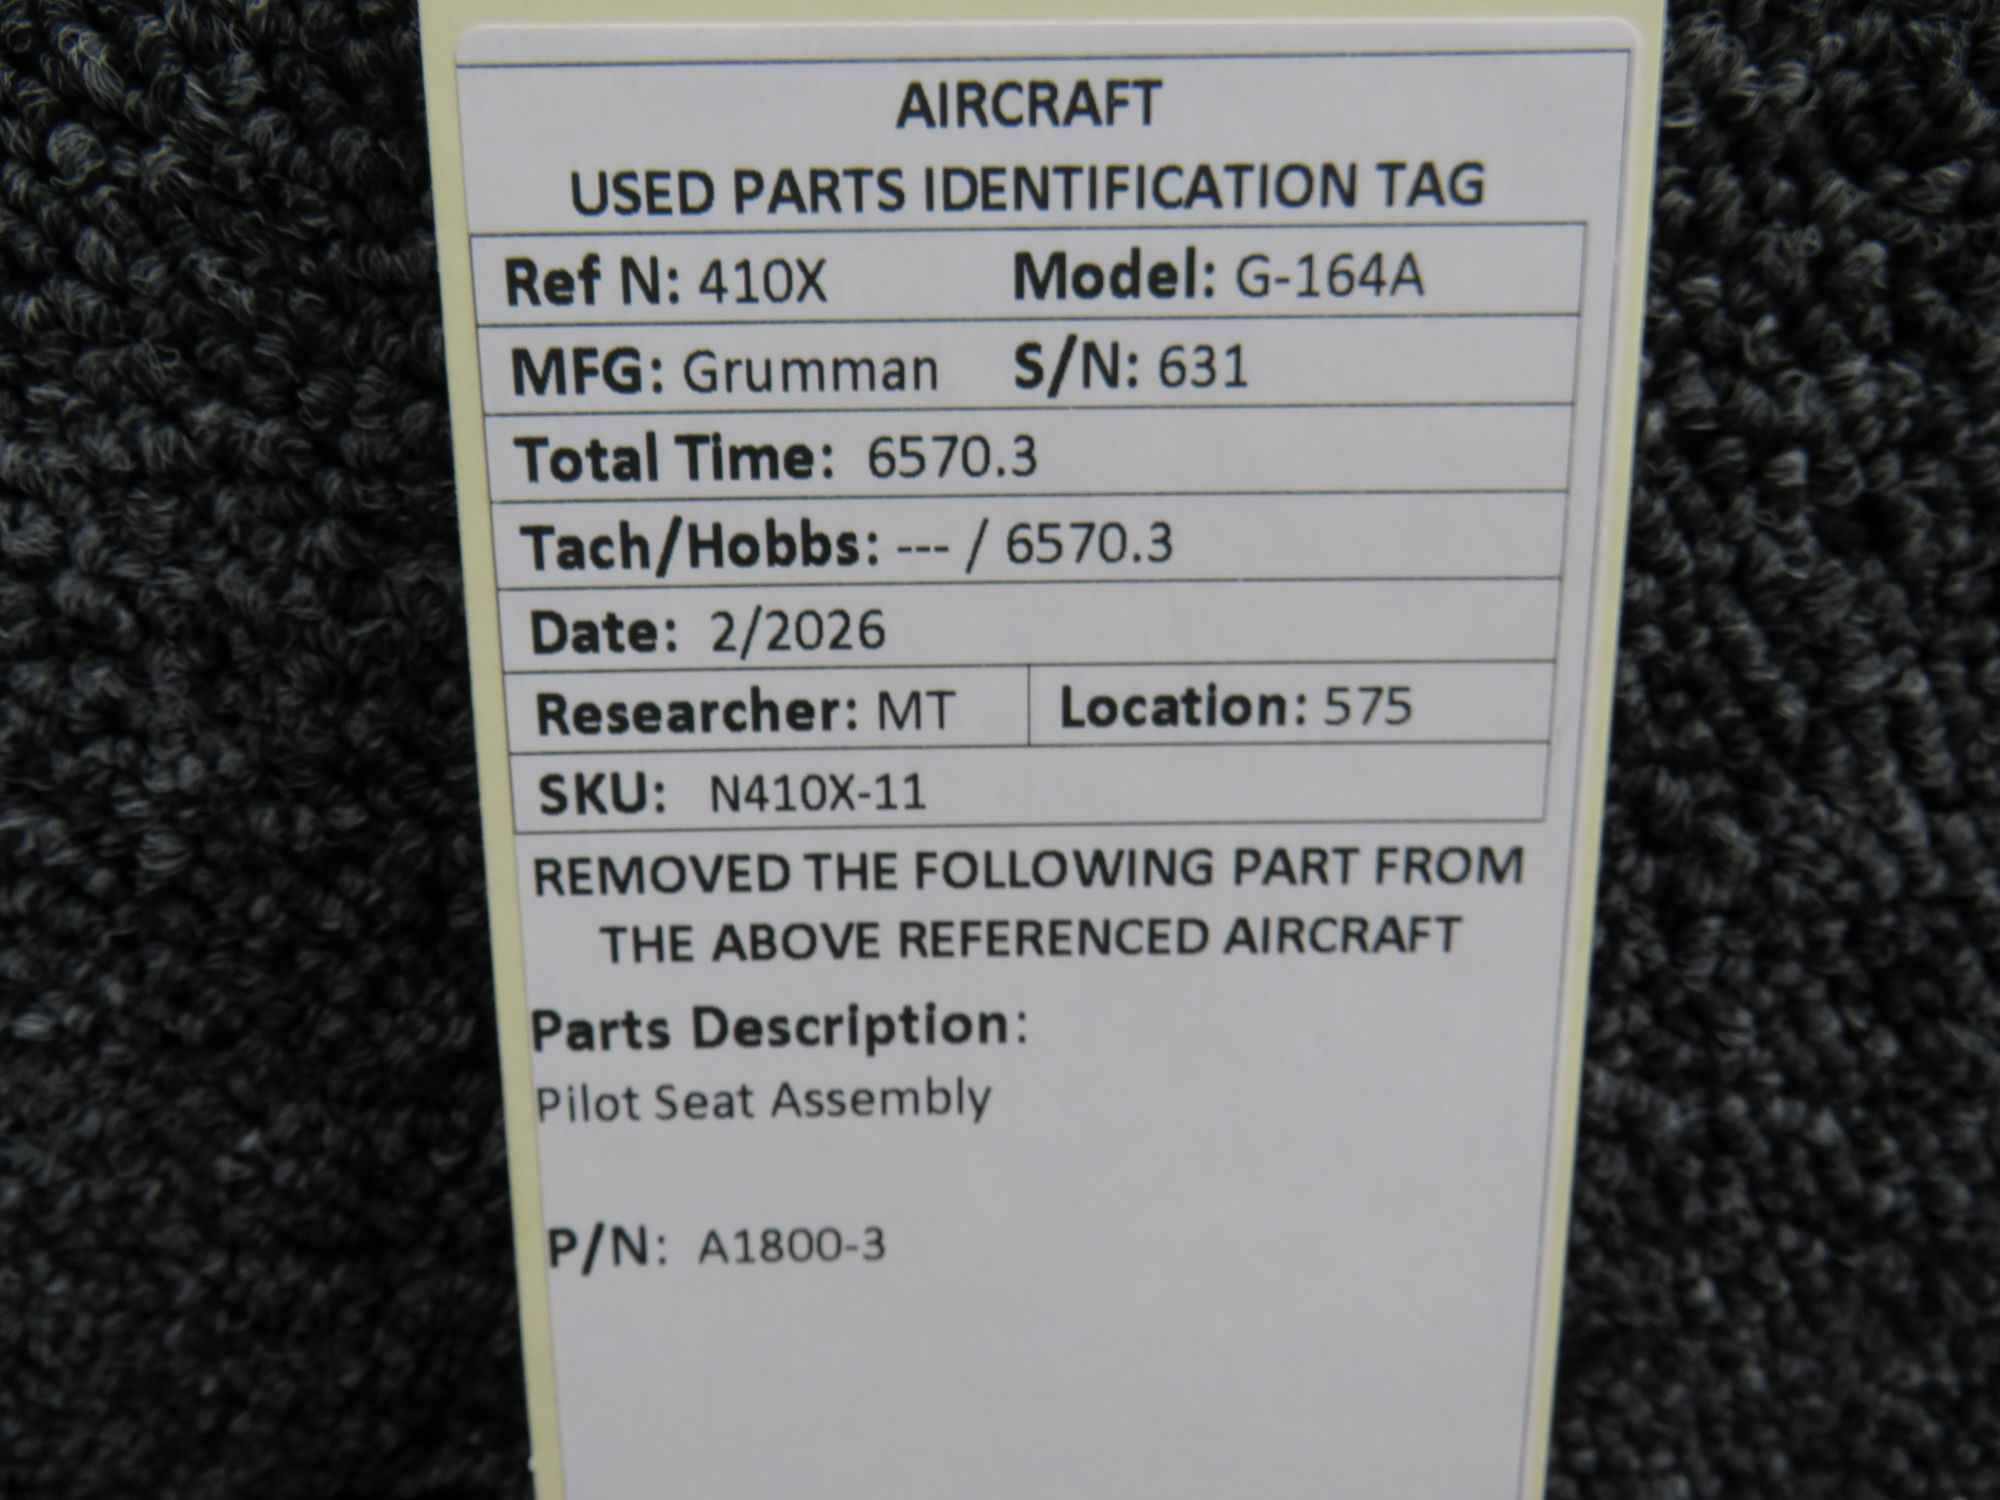 AIRCRAFT
USED PARTS IDENTIFICATION TAG
Ref N: 410X Model: G-164A
MFG: Grumman S/N: 631
Total Time: 6570.3
Tach/Hobbs: --- / 6570.3
Date: 2/2026
Researcher: MT Location: 575
SKU: N410X-11
REMOVED THE FOLLOWING PART FROM
THE ABOVE REFERENCED AIRCRAFT
Parts Description:
Pilot Seat Assembly
P/N: A1800-3